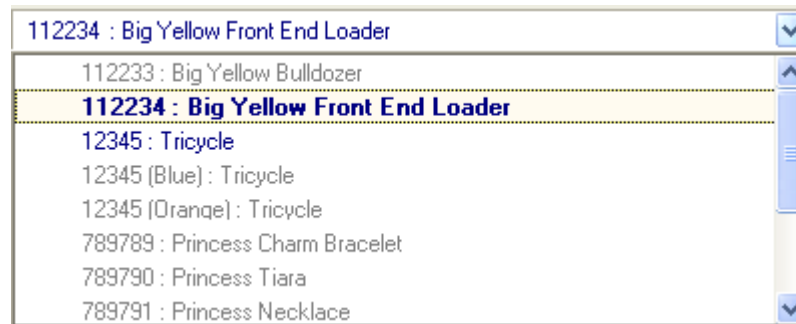 112234 : Big Yellow Front End Loader
112233 : Big Yellow Bulldozer
112234 : Big Yellow Front End Loader
12345 : Tricycle
12345 (Blue) : Tricycle
12345 (Orange) : Tricycle
789789 : Princess Charm Bracelet
789790 : Princess Tiara
789791 : Princess Necklace